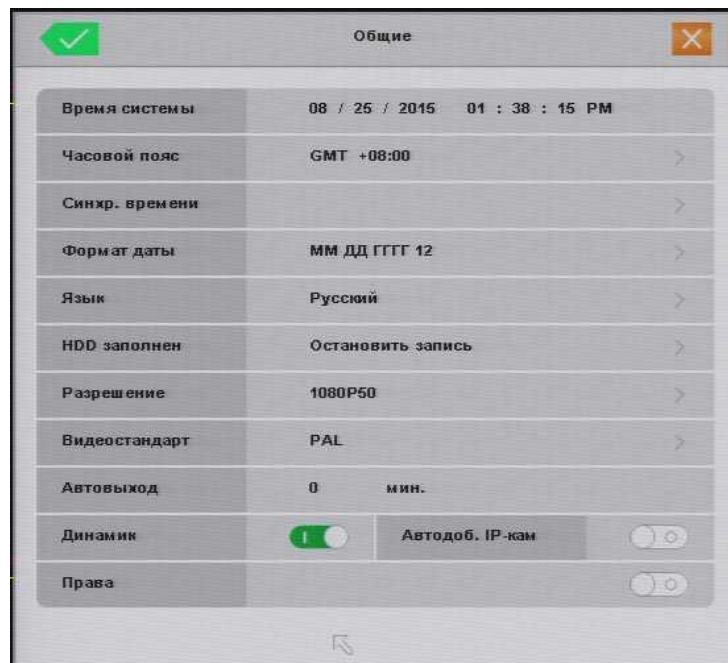 Общие
Время системы 08 / 25 / 2015 01 : 38 : 15 PM
Часовой пояс GMT +08:00
Синхр. времени
Формат даты ММ ДД ГГГГ 12
Язык Русский
HDD заполнен Остановить запись
Разрешение 1080P50
Видеостандарт PAL
Автовыход 0 мин.
Динамик Автодоб. IP-кам
Права